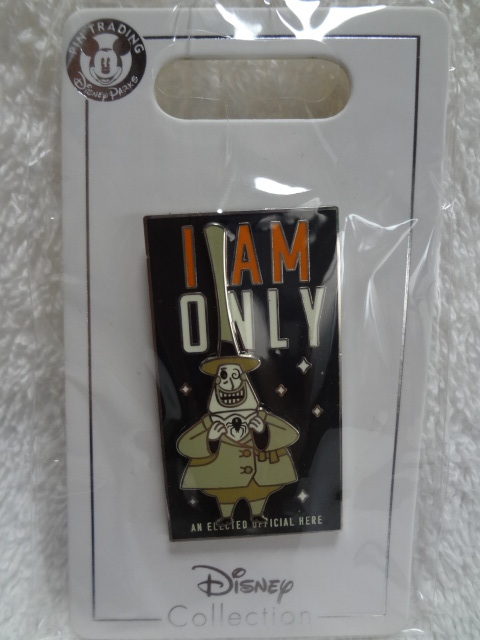 PIN TRADING
DISNEY PARKS
I AM
ONLY
AN ELECTED OFFICIAL HERE
Disney
Collection